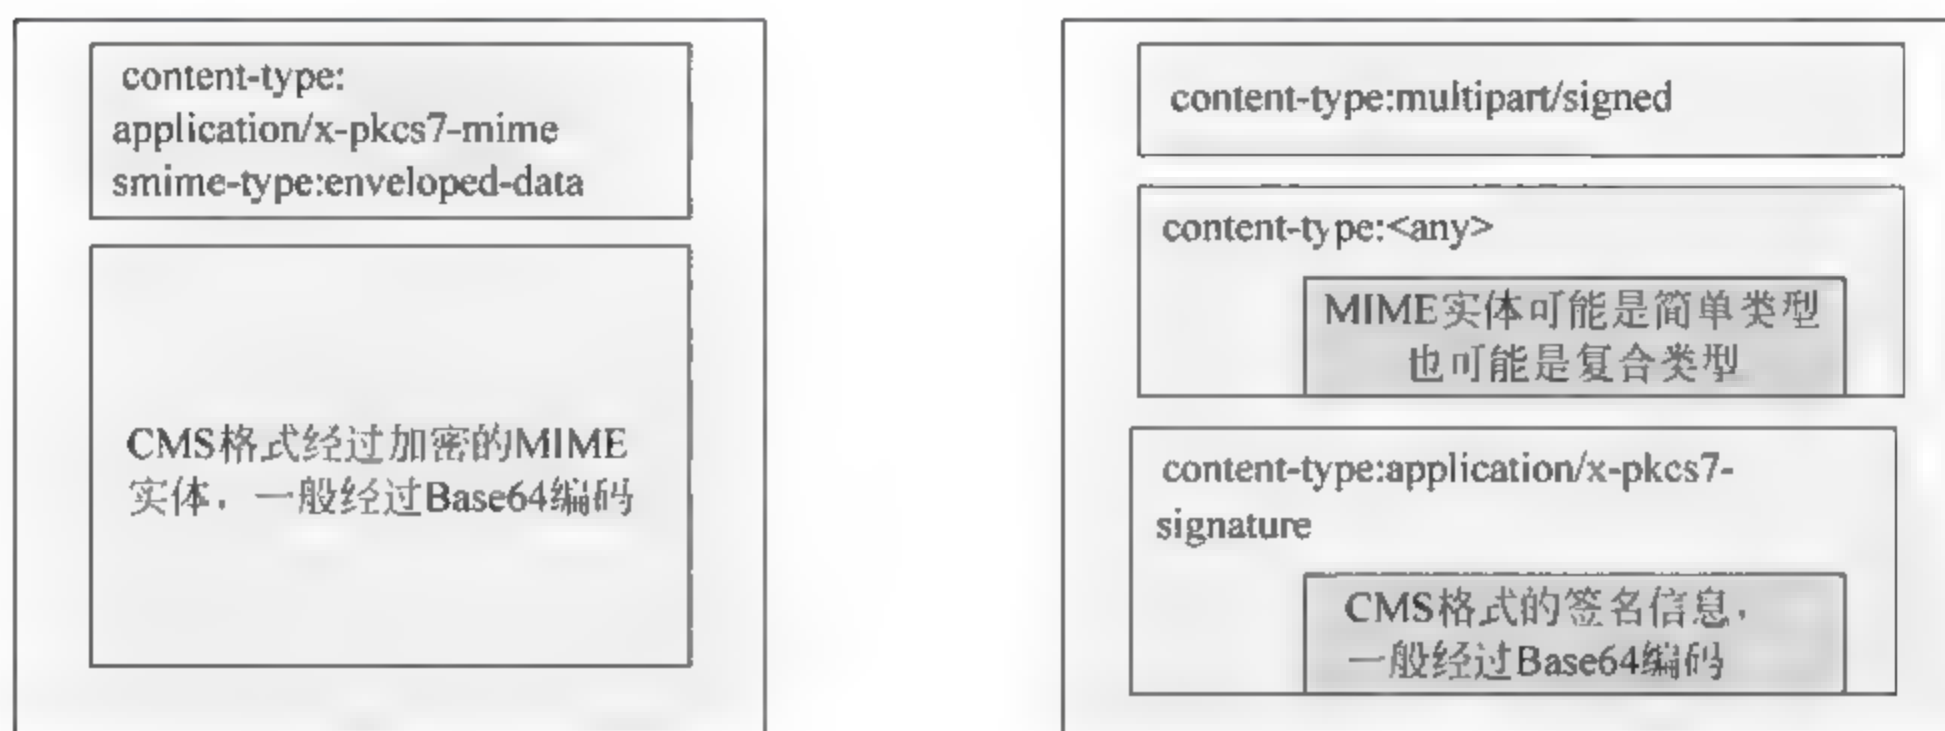 content-type:
application/x-pkcs7-mime
smime-type:enveloped-data
CMS格式经过加密的MIME
实体，一般经过Base64编码
content-type:multipart/signed
content-type:<any>
MIME实体可能是简单类型
也可能是复合类型
content-type:application/x-pkcs7-
signature
CMS格式的签名信息，
一般经过Base64编码